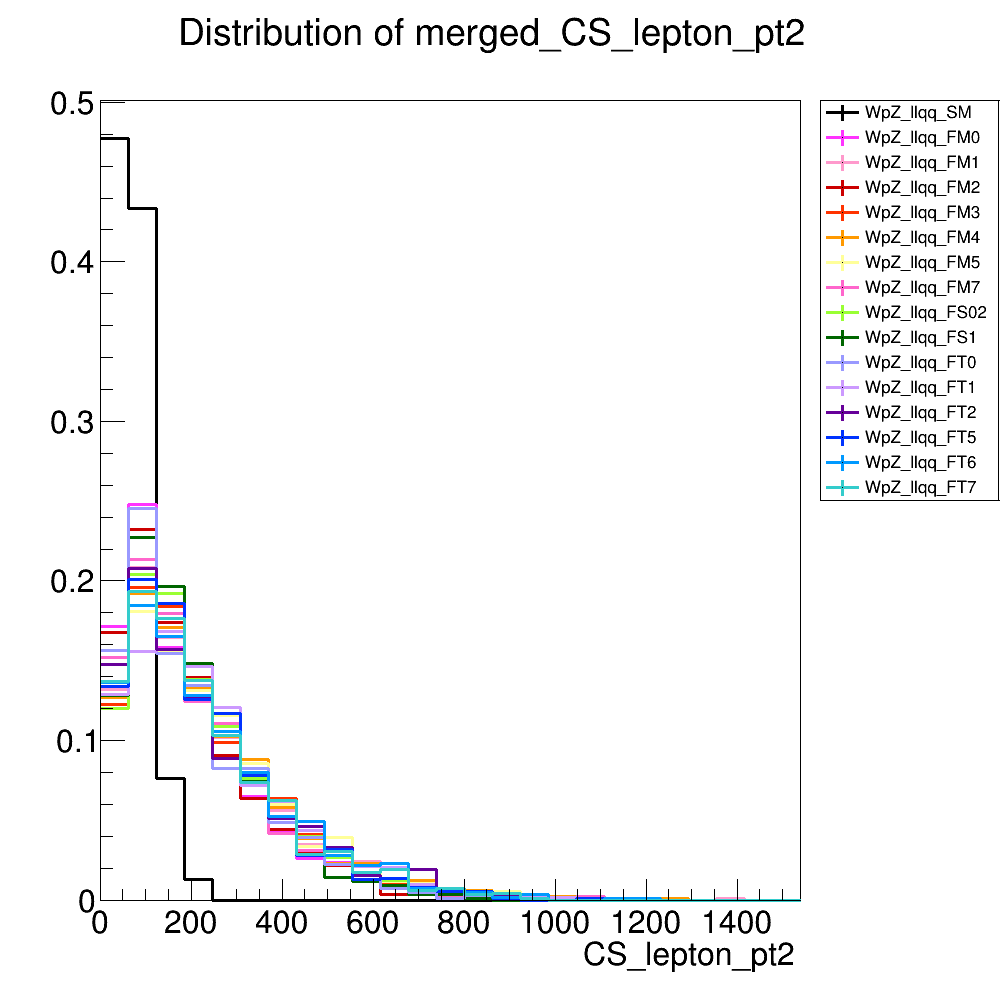 Distribution of merged_CS_lepton_pt2
0.5
0.4
0.3
0.2
0.1
0
0 200 400 600 800 1000 1200 1400
CS_lepton_pt2
WpZ_llqq_SM
WpZ_llqq_FM0
WpZ_llqq_FM1
WpZ_llqq_FM2
WpZ_llqq_FM3
WpZ_llqq_FM4
WpZ_llqq_FM5
WpZ_llqq_FM7
WpZ_llqq_FS02
WpZ_llqq_FS1
WpZ_llqq_FT0
WpZ_llqq_FT1
WpZ_llqq_FT2
WpZ_llqq_FT5
WpZ_llqq_FT6
WpZ_llqq_FT7